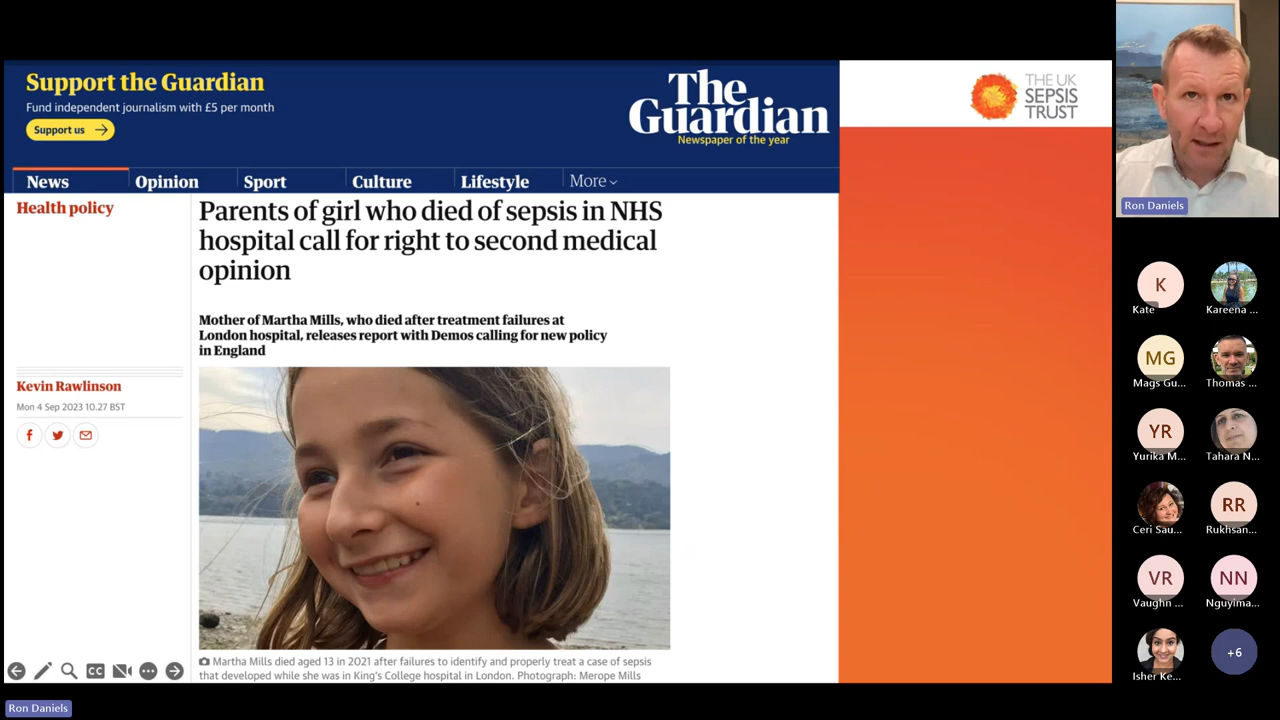 Support the Guardian
Fund independent journalism with £5 per month
Support us
The
Guardian
Newspaper of the year
News
Opinion
Sport
Culture
Lifestyle
More
Health policy
Parents of girl who died of sepsis in NHS
hospital call for right to second medical
opinion
Mother of Martha Mills, who died after treatment failures at
London hospital, releases report with Demos calling for new policy
in England
Kevin Rawlinson
Mon 4 Sep 2023 10.27 BST
Martha Mills died aged 13 in 2021 after failures to identify and properly treat a case of sepsis
that developed while she was in King's College hospital in London. Photograph: Merope Mills
CC
Ron Daniels
THE UK
SEPSIS
TRUST
Ron Daniels
K
Kate
Kareena ...
MG
Mags Gu...
Thomas ...
YR
Yurika M...
Tahara N...
Ceri Sau...
RR
Rukhsan...
VR
Vaughn ...
NN
Nguyima...
Isher Ke...
+6